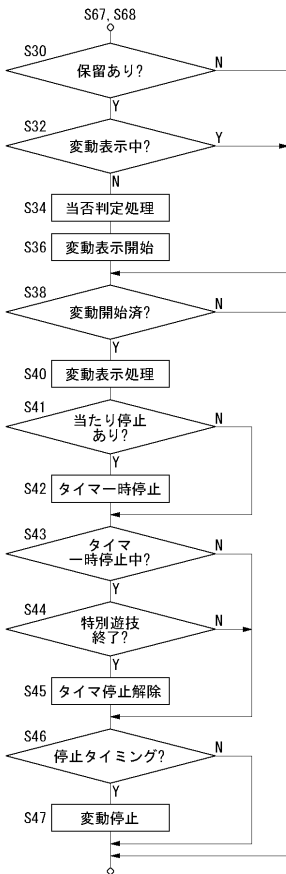 S67, S68
S30
保留あり?
N
Y
S32
変動表示中?
Y
N
S34
当否判定処理
S36
変動表示開始
S38
変動開始済?
N
Y
S40
変動表示処理
S41
当たり停止
あり?
N
Y
S42
タイマ一時停止
S43
タイマ
一時停止中?
N
Y
S44
特別遊技
終了?
N
Y
S45
タイマ停止解除
S46
停止タイミング?
N
Y
S47
変動停止